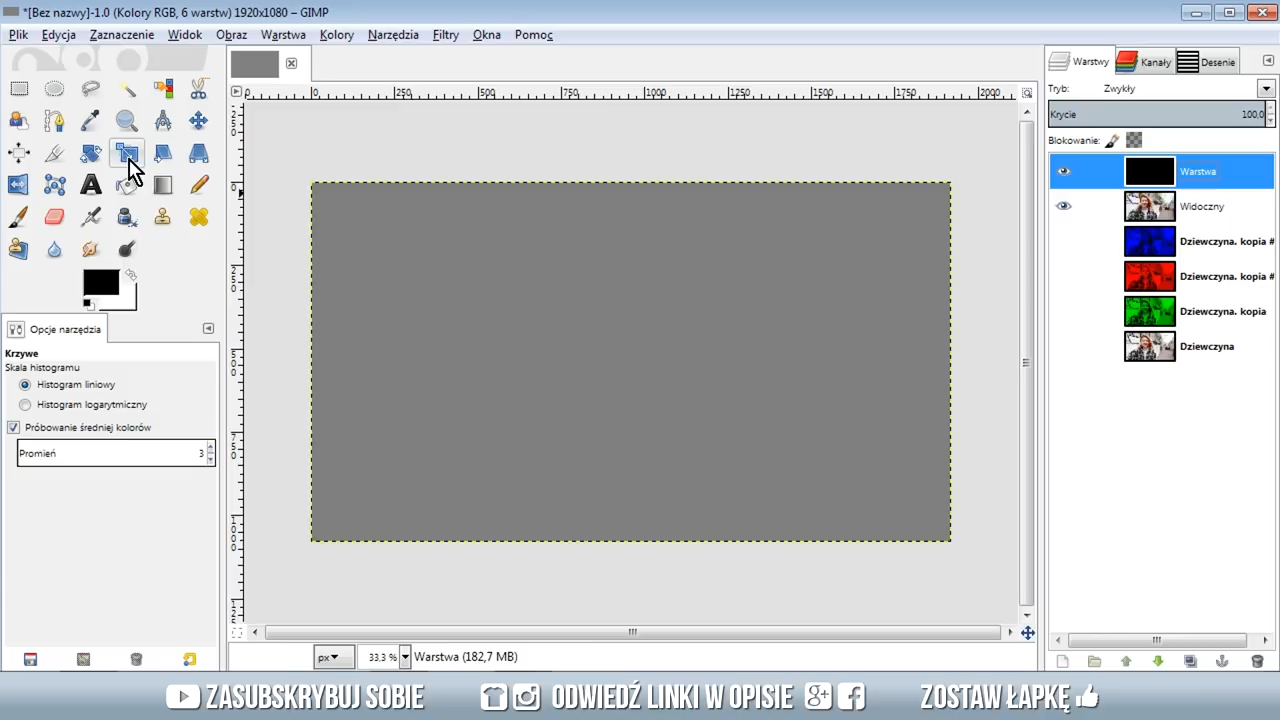 *[Bez nazwy]-1.0 (Kolory RGB, 6 warstw) 1920x1080 – GIMP
Plik Edycja Zaznaczenie Widok Obraz Warstwa Kolory Narzędzia Filtry Okna Pomoc
Warstwy Kanały Desenie
Tryb: Zwykły
Krycie 100,0
Blokowanie:
Warstwa
Widoczny
Dziewczyna. kopia #
Dziewczyna. kopia #
Dziewczyna. kopia
Dziewczyna
0 250 500 750 1000 1250 1500 1750 2000
Opcje narzędzia
Krzywe
Skala histogramu
Histogram liniowy
Histogram logarytmiczny
Próbowanie średniej kolorów
Promień 3
px 33,3 % Warstwa (182,7 MB)
ZASUBSKRYBUJ SOBIE ODWIEDŹ LINKI W OPISIE ZOSTAW ŁAPKĘ